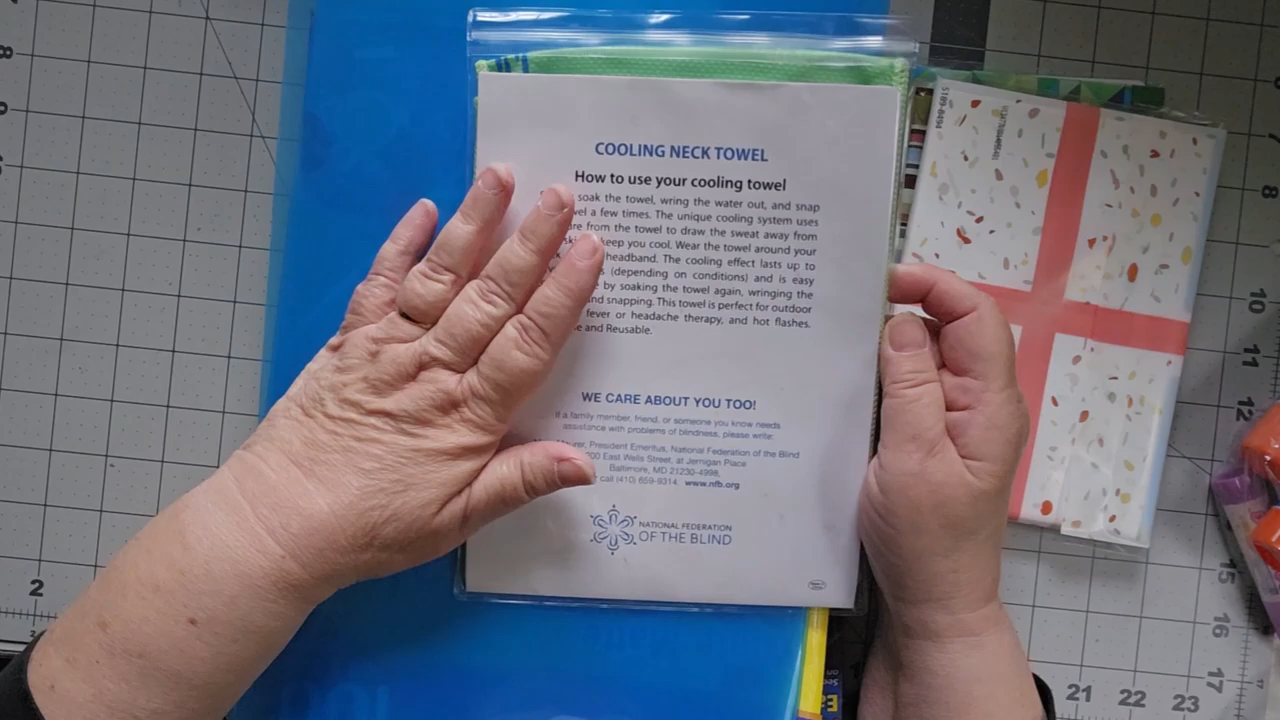 COOLING NECK TOWEL
How to use your cooling towel
soak the towel, wring the water out, and snap
a few times. The unique cooling system uses
from the towel to draw the sweat away from
keep you cool. Wear the towel around your
headband. The cooling effect lasts up to
(depending on conditions) and is easy
by soaking the towel again, wringing the
and snapping. This towel is perfect for outdoor
fever or headache therapy, and hot flashes.
and Reusable.
WE CARE ABOUT YOU TOO!
If a family member, friend, or someone you know needs
assistance with problems of blindness, please write:
President Emeritus, National Federation of the Blind
East Wells Street, at Jernigan Place
Baltimore, MD 21230-4998,
call (410) 659-9314. www.nfb.org
NATIONAL FEDERATION
OF THE BLIND
5189-8494
8
10
11
12
15
16
17
2
21
22
23